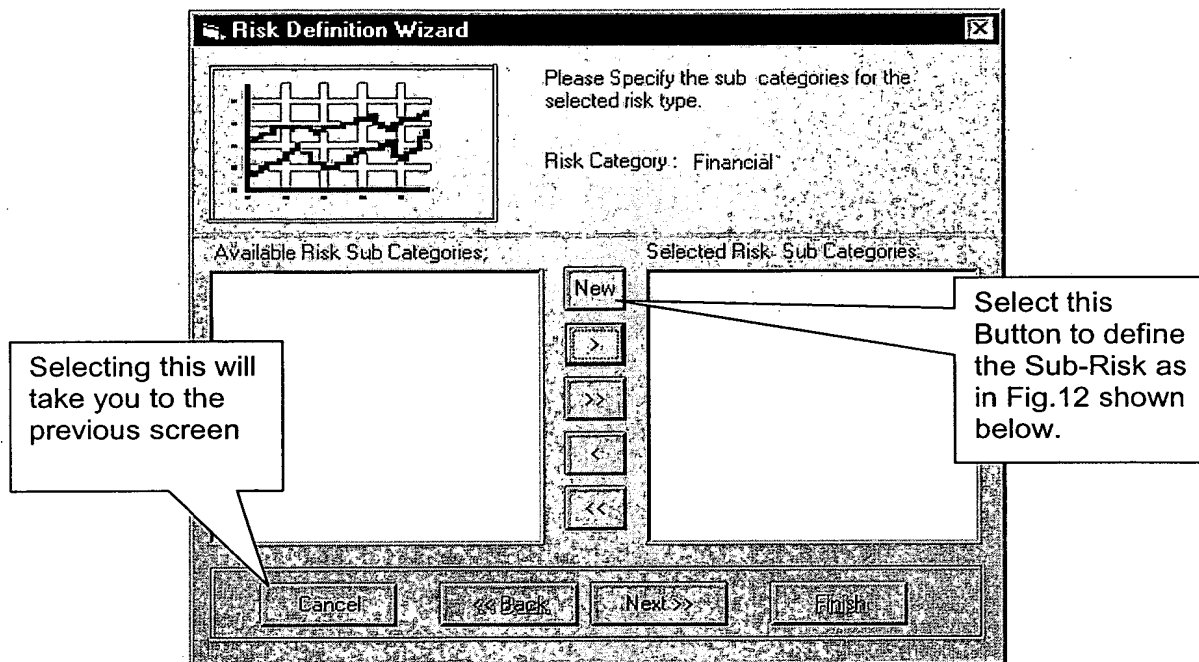 Risk Definition Wizard
Please Specify the sub categories for the
selected risk type.
Risk Category : Financial
Available Risk Sub Categories:
Selected Risk Sub Categories
New
>
>>
<
<<
Select this
Button to define
the Sub-Risk as
in Fig.12 shown
below.
Selecting this will
take you to the
previous screen
Cancel
<< Back
Next >>
Finish